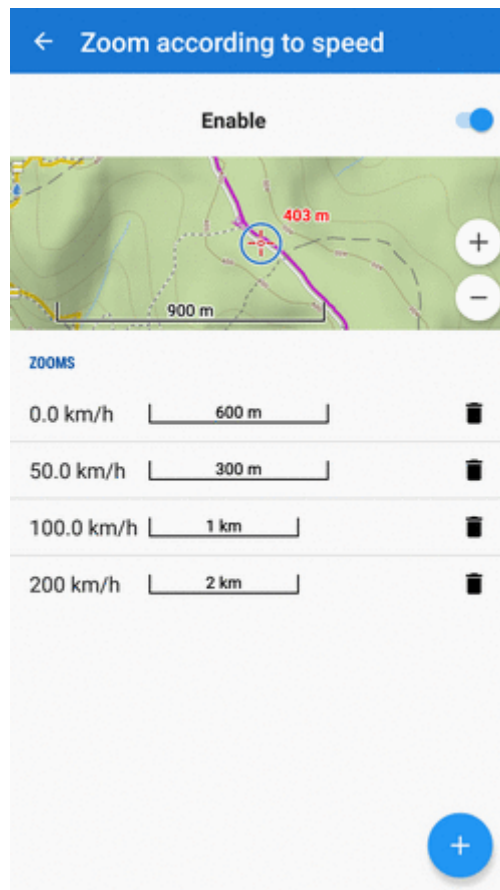 Zoom according to speed
Enable
403 m
900 m
ZOOMS
0.0 km/h 600 m
50.0 km/h 300 m
100.0 km/h 1 km
200 km/h 2 km